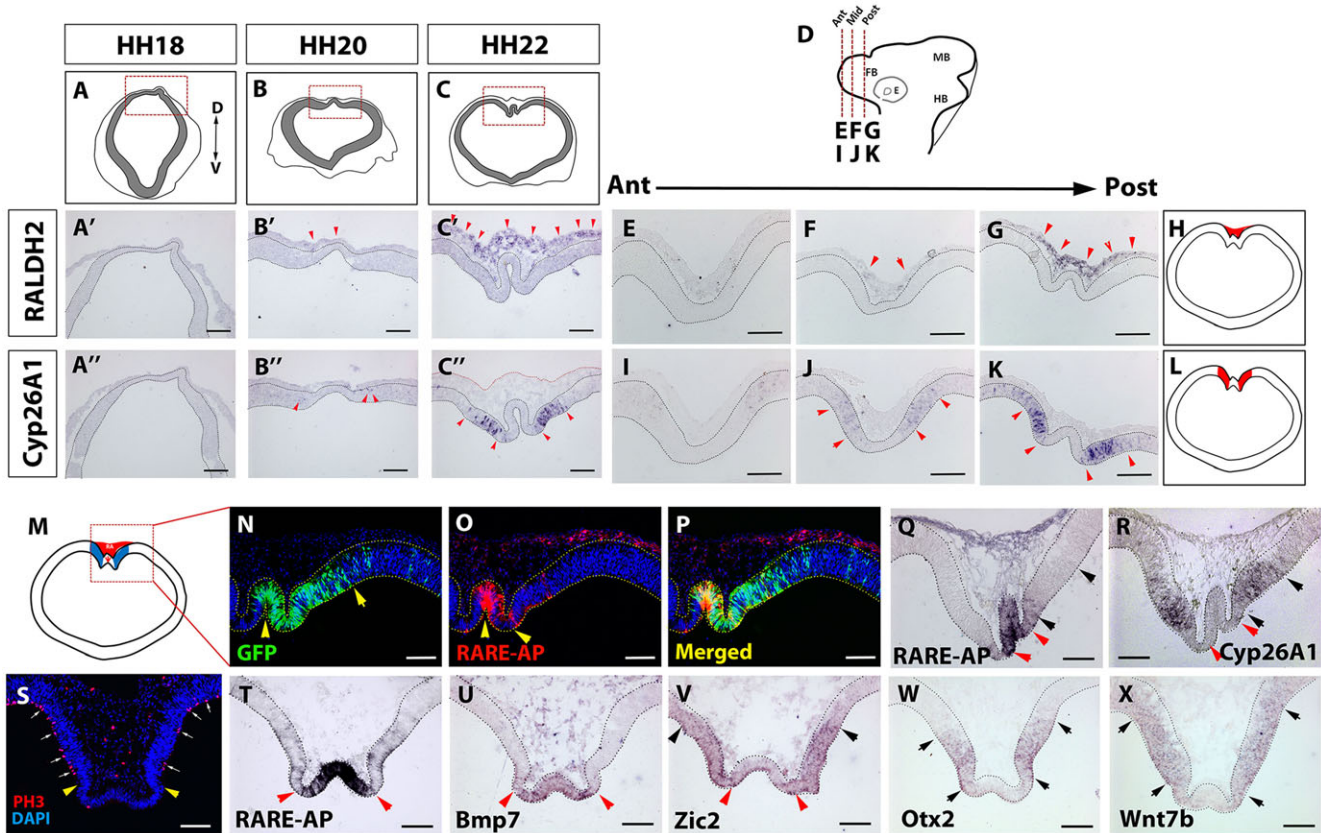 HH18
HH20
HH22
D
Ant
Mid
Post
FB
MB
E
HB
A
D
V
B
C
E F G
I J K
Ant
Post
RALDH2
A'
B'
C'
E
F
G
H
Cyp26A1
A''
B''
C''
I
J
K
L
M
RA
N
GFP
O
RARE-AP
P
Merged
Q
RARE-AP
R
Cyp26A1
S
PH3
DAPI
T
RARE-AP
U
Bmp7
V
Zic2
W
Otx2
X
Wnt7b